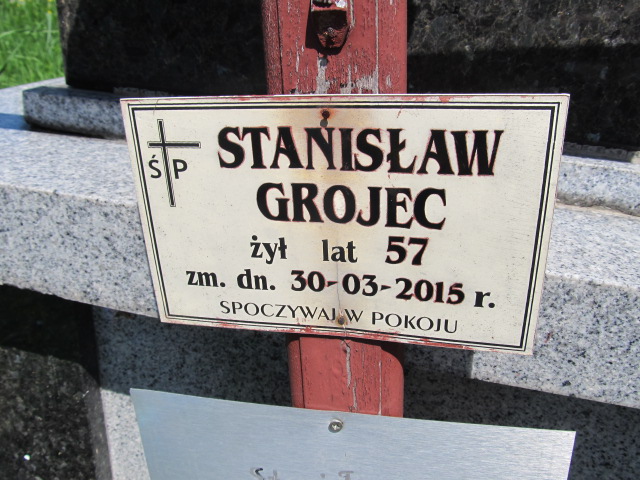 ŚP
STANISŁAW
GROJEC
żył lat 57
zm. dn. 30-03-2015 r.
SPOCZYWAJ W POKOJU